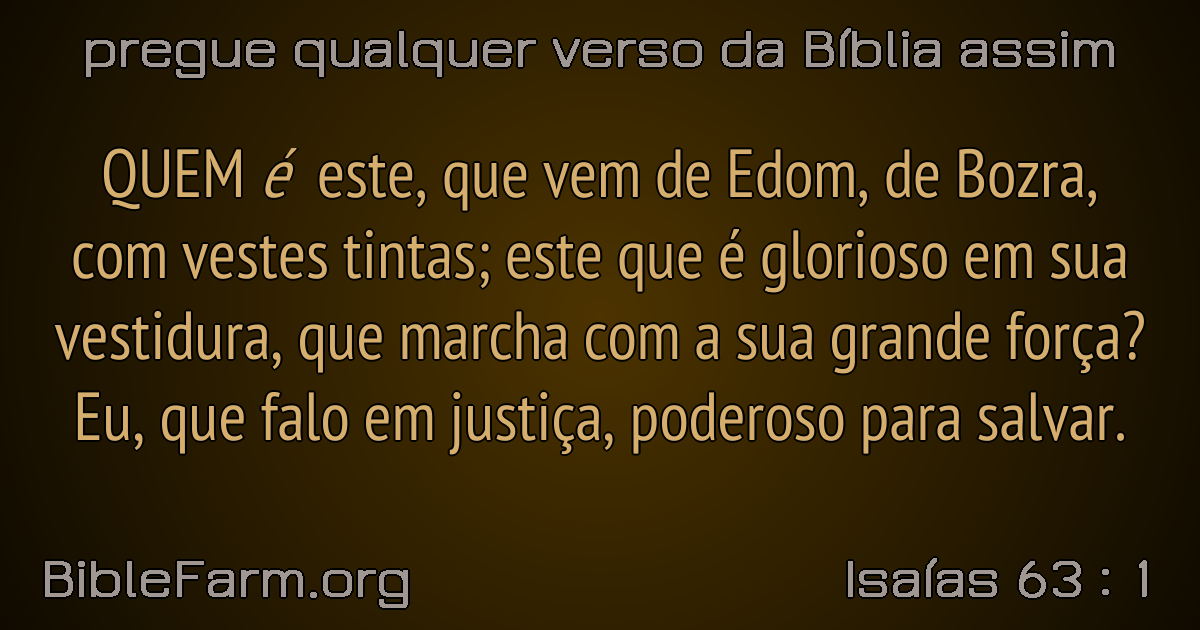 pregue qualquer verso da Bíblia assim
QUEM é este, que vem de Edom, de Bozra,
com vestes tintas; este que é glorioso em sua
vestidura, que marcha com a sua grande força?
Eu, que falo em justiça, poderoso para salvar.
BibleFarm.org
Isaías 63 : 1